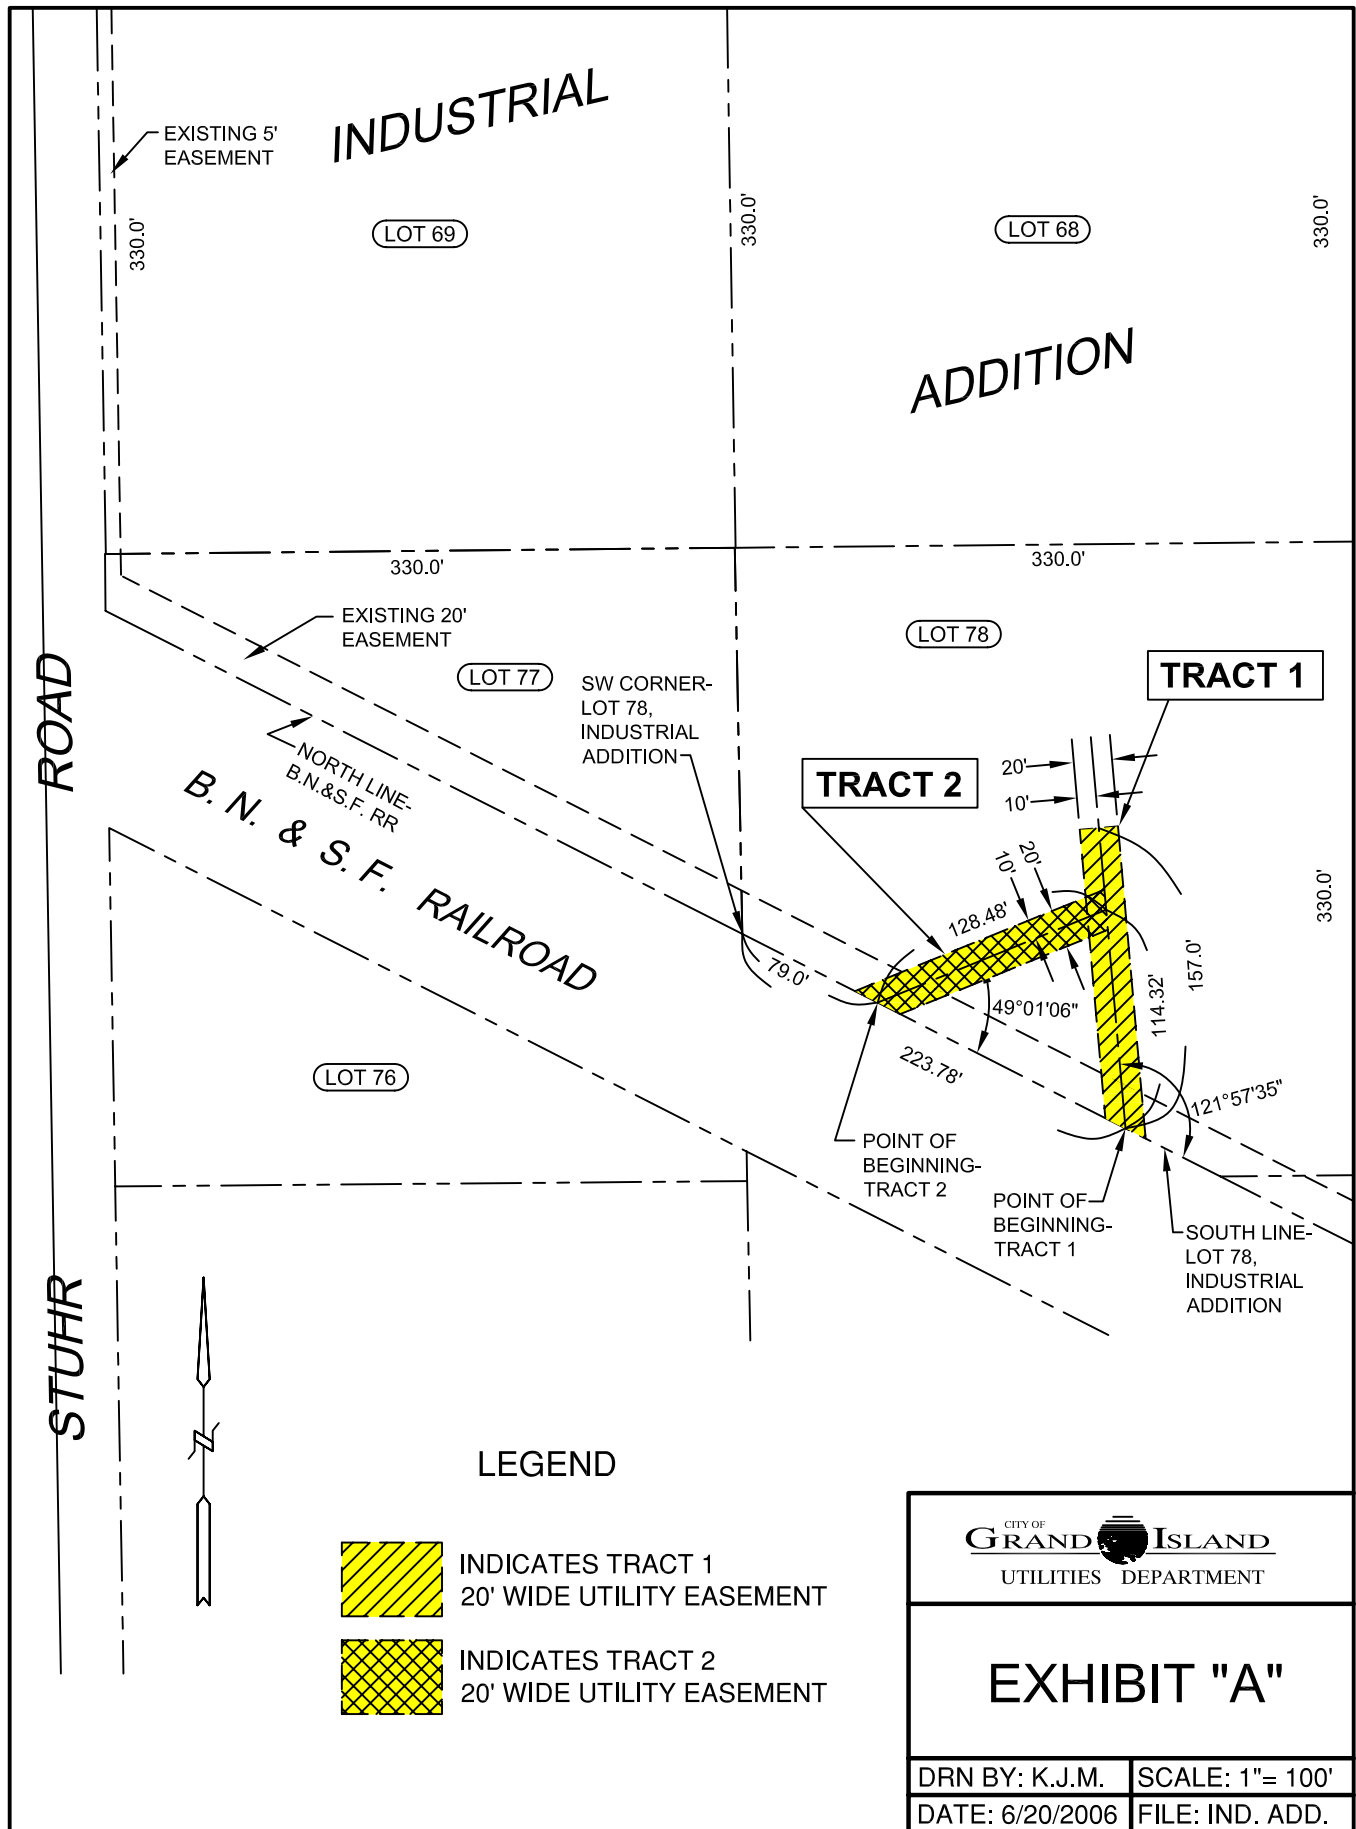 INDUSTRIAL
EXISTING 5'
EASEMENT
330.0'
LOT 69
330.0'
LOT 68
330.0'
ADDITION
330.0'
330.0'
EXISTING 20'
EASEMENT
LOT 77
LOT 78
SW CORNER-
LOT 78,
INDUSTRIAL
ADDITION
TRACT 1
TRACT 2
20'
10'
NORTH LINE-
B.N.&S.F. RR
B. N. & S. F. RAILROAD
ROAD
STUHR
10'
20'
128.48'
79.0'
330.0'
157.0'
114.32'
49°01'06"
223.78'
121°57'35"
LOT 76
POINT OF
BEGINNING-
TRACT 2
POINT OF
BEGINNING-
TRACT 1
SOUTH LINE-
LOT 78,
INDUSTRIAL
ADDITION
N
LEGEND
INDICATES TRACT 1
20' WIDE UTILITY EASEMENT
INDICATES TRACT 2
20' WIDE UTILITY EASEMENT
CITY OF
GRAND ISLAND
UTILITIES DEPARTMENT
EXHIBIT "A"
DRN BY: K.J.M.
SCALE: 1"= 100'
DATE: 6/20/2006
FILE: IND. ADD.